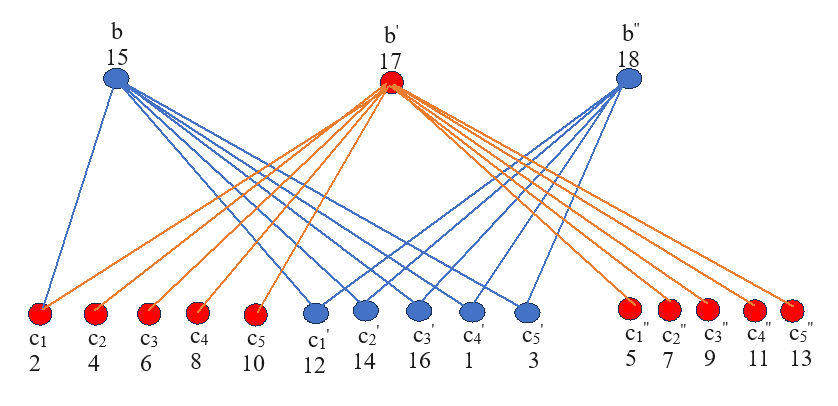 b b' b"
15 17 18
c₁ c₂ c₃ c₄ c₅ c₁' c₂' c₃' c₄' c₅' c₁" c₂" c₃" c₄" c₅"
2 4 6 8 10 12 14 16 1 3 5 7 9 11 13